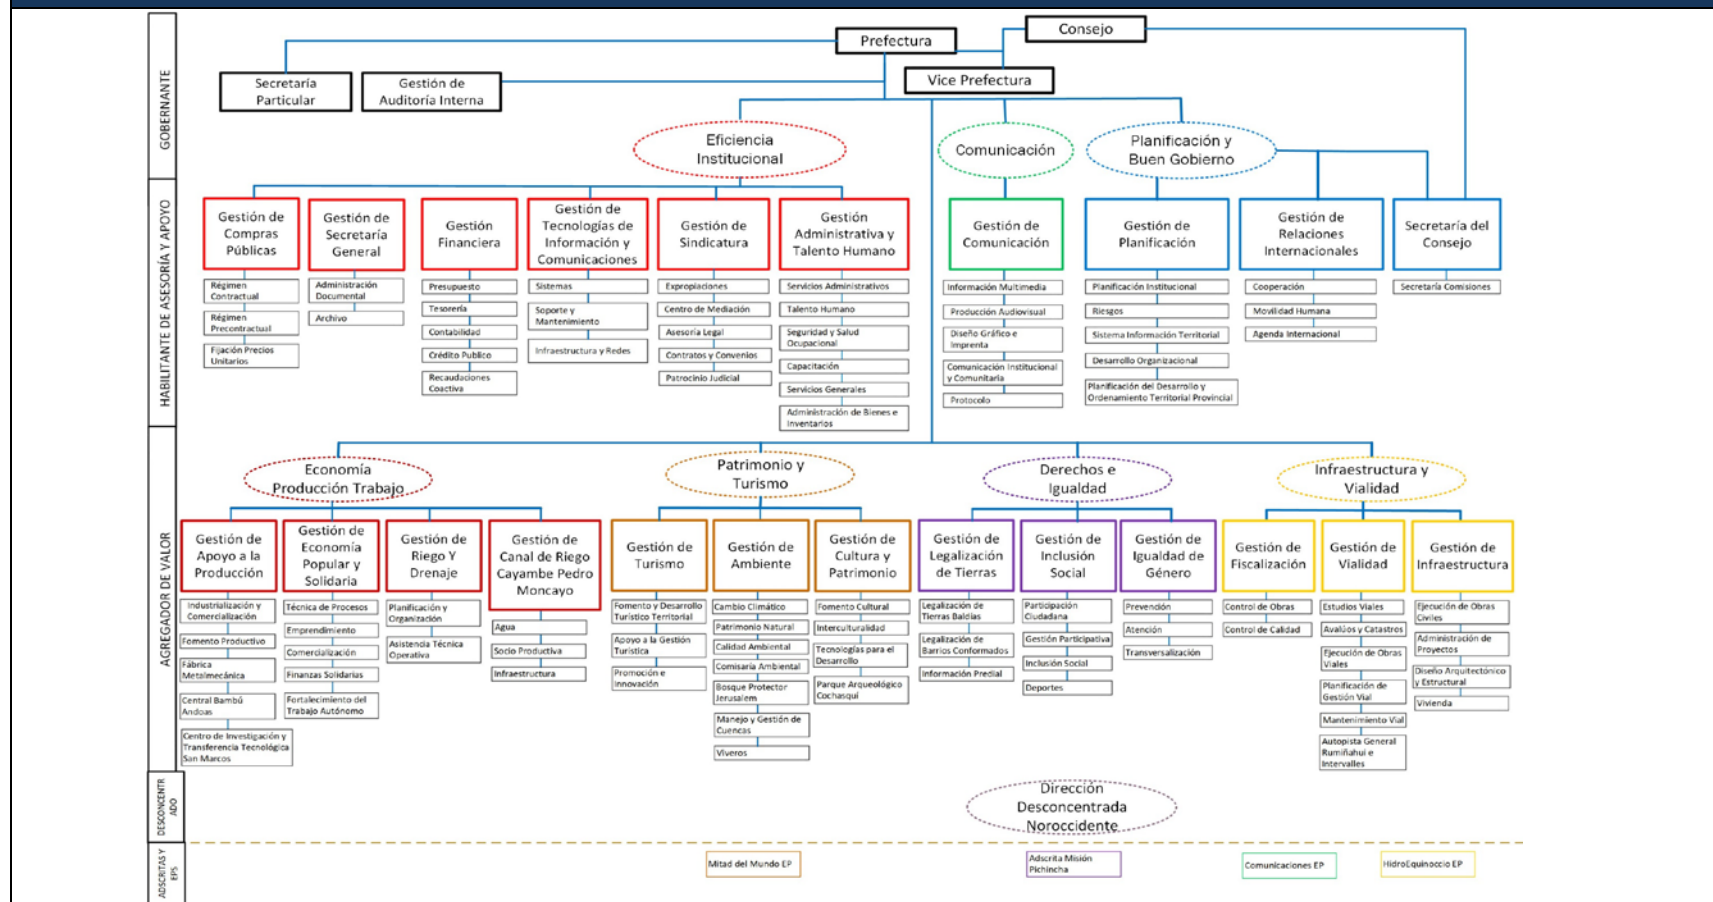 GOBERNANTE
Prefectura
Consejo
Secretaría
Particular
Gestión de
Auditoría Interna
Vice Prefectura
Eficiencia
Institucional
Comunicación
Planificación y
Buen Gobierno
HABILITANTE DE ASESORÍA Y APOYO
Gestión de
Compras
Públicas
Régimen
Contractual
Régimen
Precontractual
Fijación Precios
Unitarios
Gestión de
Secretaría
General
Administración
Documental
Archivo
Gestión
Financiera
Presupuesto
Tesorería
Contabilidad
Crédito Publico
Recaudaciones
Coactiva
Gestión de
Tecnologías de
Información y
Comunicaciones
Sistemas
Soporte y
Mantenimiento
Infraestructura y Redes
Gestión de
Sindicatura
Expropiaciones
Centro de Mediación
Asesoría Legal
Contratos y Convenios
Patrocinio Judicial
Gestión
Administrativa y
Talento Humano
Servicios Administrativos
Talento Humano
Seguridad y Salud
Ocupacional
Capacitación
Servicios Generales
Administración de Bienes e
Inventarios
Gestión de
Comunicación
Información Multimedia
Producción Audiovisual
Diseño Gráfico e
Imprenta
Comunicación Institucional
y Comunitaria
Protocolo
Gestión de
Planificación
Planificación Institucional
Riesgos
Sistema Información Territorial
Desarrollo Organizacional
Planificación del Desarrollo y
Ordenamiento Territorial Provincial
Gestión de
Relaciones
Internacionales
Cooperación
Movilidad Humana
Agenda Internacional
Secretaría del
Consejo
Secretaría Comisiones
AGREGADOR DE VALOR
Economía
Producción Trabajo
Patrimonio y
Turismo
Derechos e
Igualdad
Infraestructura y
Vialidad
Gestión de
Apoyo a la
Producción
Industrialización y
Comercialización
Fomento Productivo
Fábrica
Metalmecánica
Central Bambú
Andoas
Centro de Investigación y
Transferencia Tecnológica
San Marcos
Gestión de
Economía
Popular y
Solidaria
Técnica de Procesos
Emprendimiento
Comercialización
Finanzas Solidarias
Fortalecimiento del
Trabajo Autónomo
Gestión de
Riego Y
Drenaje
Planificación y
Organización
Asistencia Técnica
Operativa
Gestión de
Canal de Riego
Cayambe Pedro
Moncayo
Agua
Socio Productiva
Infraestructura
Gestión de
Turismo
Fomento y Desarrollo
Turístico Territorial
Apoyo a la Gestión
Turística
Promoción e
Innovación
Gestión de
Ambiente
Cambio Climático
Patrimonio Natural
Calidad Ambiental
Comisaría Ambiental
Bosque Protector
Jerusalem
Manejo y Gestión de
Cuencas
Viveros
Gestión de
Cultura y
Patrimonio
Fomento Cultural
Interculturalidad
Tecnologías para el
Desarrollo
Parque Arqueológico
Cochasquí
Gestión de
Legalización
de Tierras
Legalización de
Tierras Baldías
Legalización de
Barrios Conformados
Información Predial
Gestión de
Inclusión
Social
Participación
Ciudadana
Gestión Participativa
Inclusión Social
Deportes
Gestión de
Igualdad de
Género
Prevención
Atención
Transversalización
Gestión de
Fiscalización
Control de Obras
Control de Calidad
Gestión de
Vialidad
Estudios Viales
Avalúos y Catastros
Ejecución de Obras
Viales
Planificación de
Gestión Vial
Mantenimiento Vial
Autopista General
Rumiñahui e
Intervalles
Gestión de
Infraestructura
Ejecución de Obras
Civiles
Administración de
Proyectos
Diseño Arquitectónico
y Estructural
Vivienda
DESCONCENTR
ADO
Dirección
Desconcentrada
Noroccidente
ADSCRITAS Y
EPS
Mitad del Mundo EP
Adscrita Misión
Pichincha
Comunicaciones EP
HidroEquinoccio EP